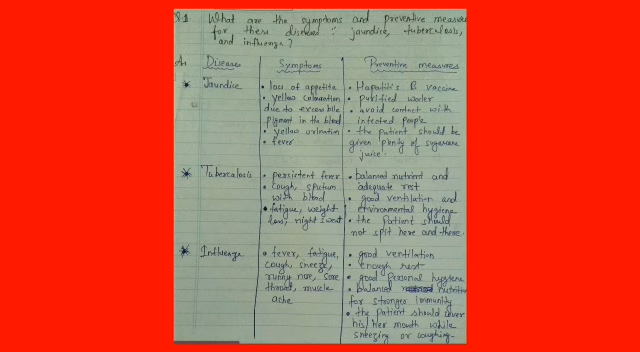 Q.1. What are the symptoms and preventive measures
for these diseases : jaundice, tuberculosis,
and influenza ?
Ans Disease Symptoms Preventive measures
* Jaundice
• loss of appetite
• yellow colouration
due to excess bile
pigment in the blood
• yellow urination
• fever
• Hapatitis B vaccine
• purified water
• avoid contact with
infected people
• the patient should be
given plenty of sugarcane
juice.
* Tuberculosis
• persistent fever
• cough, sputum
with blood
• fatigue, weight
loss, night sweat
• balanced nutrient and
adequate rest
• good ventilation and
environmental hygiene
• the patient should
not spit here and there.
* Influenza
• fever, fatigue,
cough, sneeze,
runny nose, sore
throat, muscle
ache
• good ventilation
• enough rest
• good personal hygiene
• balanced nutrition
for stronger immunity
• the patient should cover
his/her mouth while
sneezing or coughing.